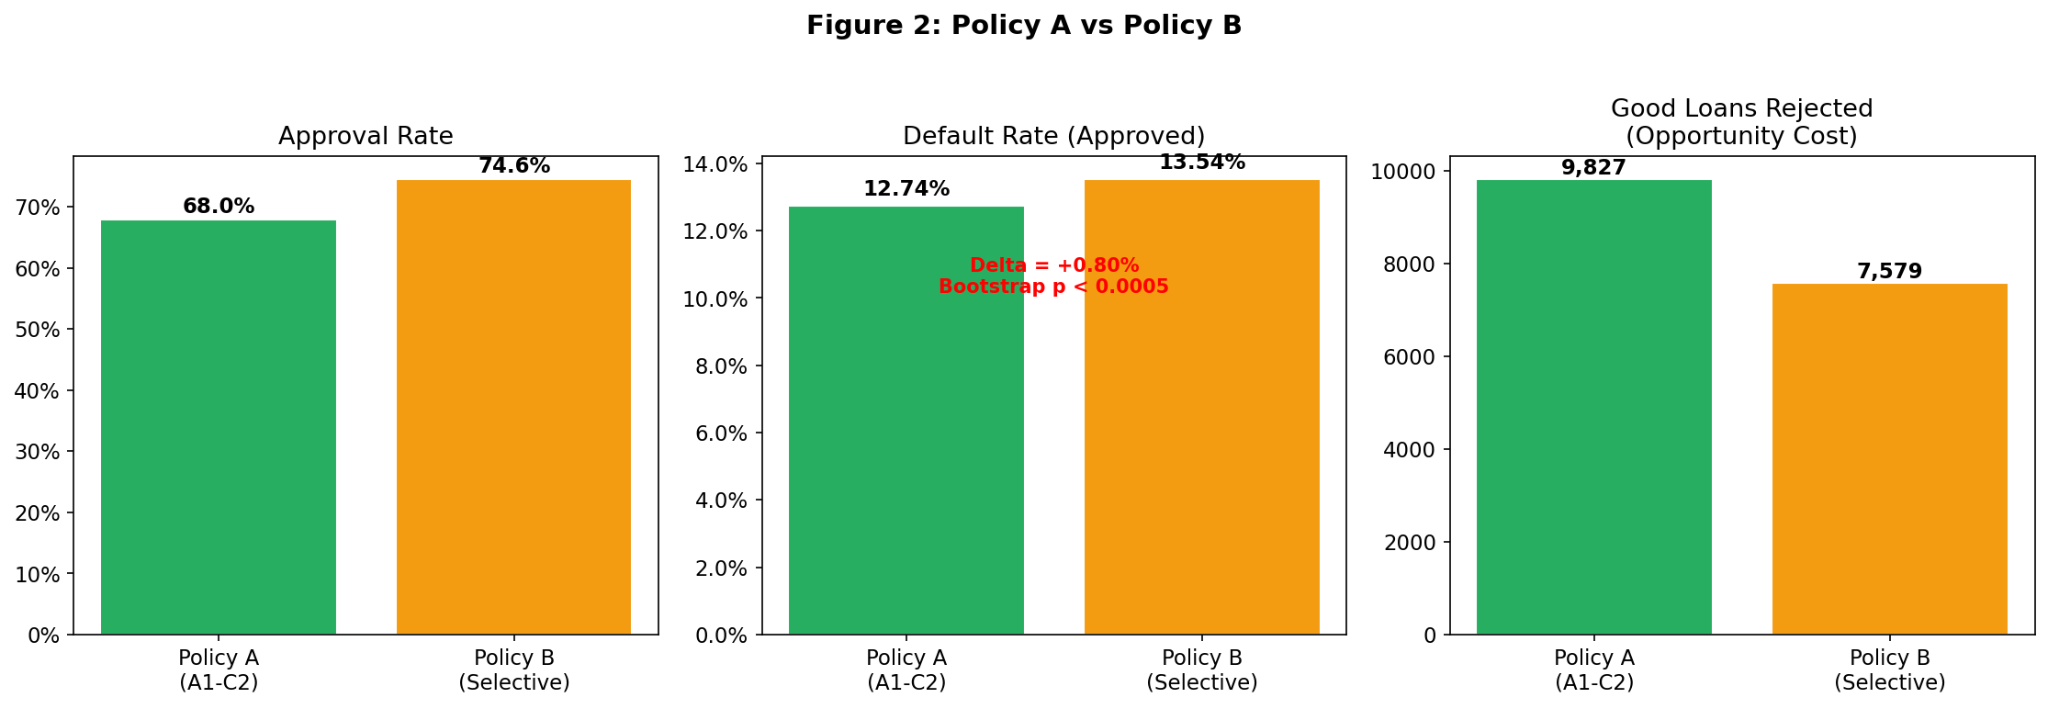 Figure 2: Policy A vs Policy B
Approval Rate
70%
60%
50%
40%
30%
20%
10%
0%
68.0%
74.6%
Policy A
(A1-C2)
Policy B
(Selective)
Default Rate (Approved)
14.0%
12.0%
10.0%
8.0%
6.0%
4.0%
2.0%
0.0%
12.74%
13.54%
Delta = +0.80%
Bootstrap p < 0.0005
Policy A
(A1-C2)
Policy B
(Selective)
Good Loans Rejected
(Opportunity Cost)
10000
8000
6000
4000
2000
0
9,827
7,579
Policy A
(A1-C2)
Policy B
(Selective)